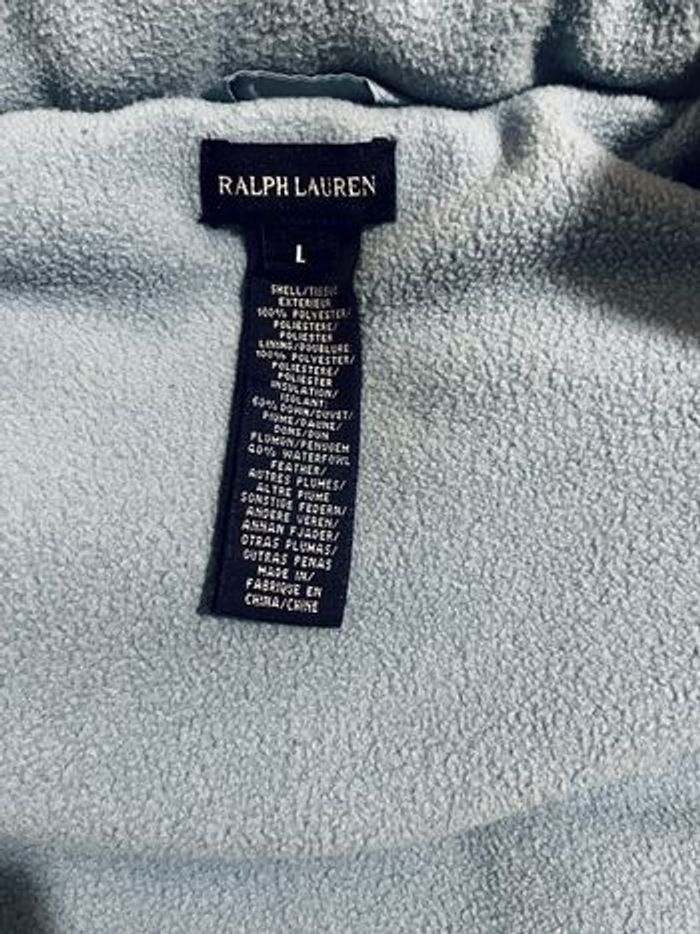 RALPH LAUREN
L
SHELL/TISSU
EXTERIEUR
100% POLYESTER/
POLIESTERE/
POLIESTER
LINING/DOUBLURE
100% POLYESTER/
POLIESTERE/
POLIESTER
INSULATION/
ISOLANT:
60% DOWN/DUVET/
PIUME/DAUNE/
DONS/DUN
PLUMON/PENUGEM
40% WATERFOWL
FEATHER/
AUTRES PLUMES/
ALTRE PIUME
SONSTIGE FEDERN/
ANDERE VEREN/
ANNAN FJADER/
OTRAS PLUMAS/
OUTRAS PENAS
MADE IN/
FABRIQUE EN
CHINA/CHINE